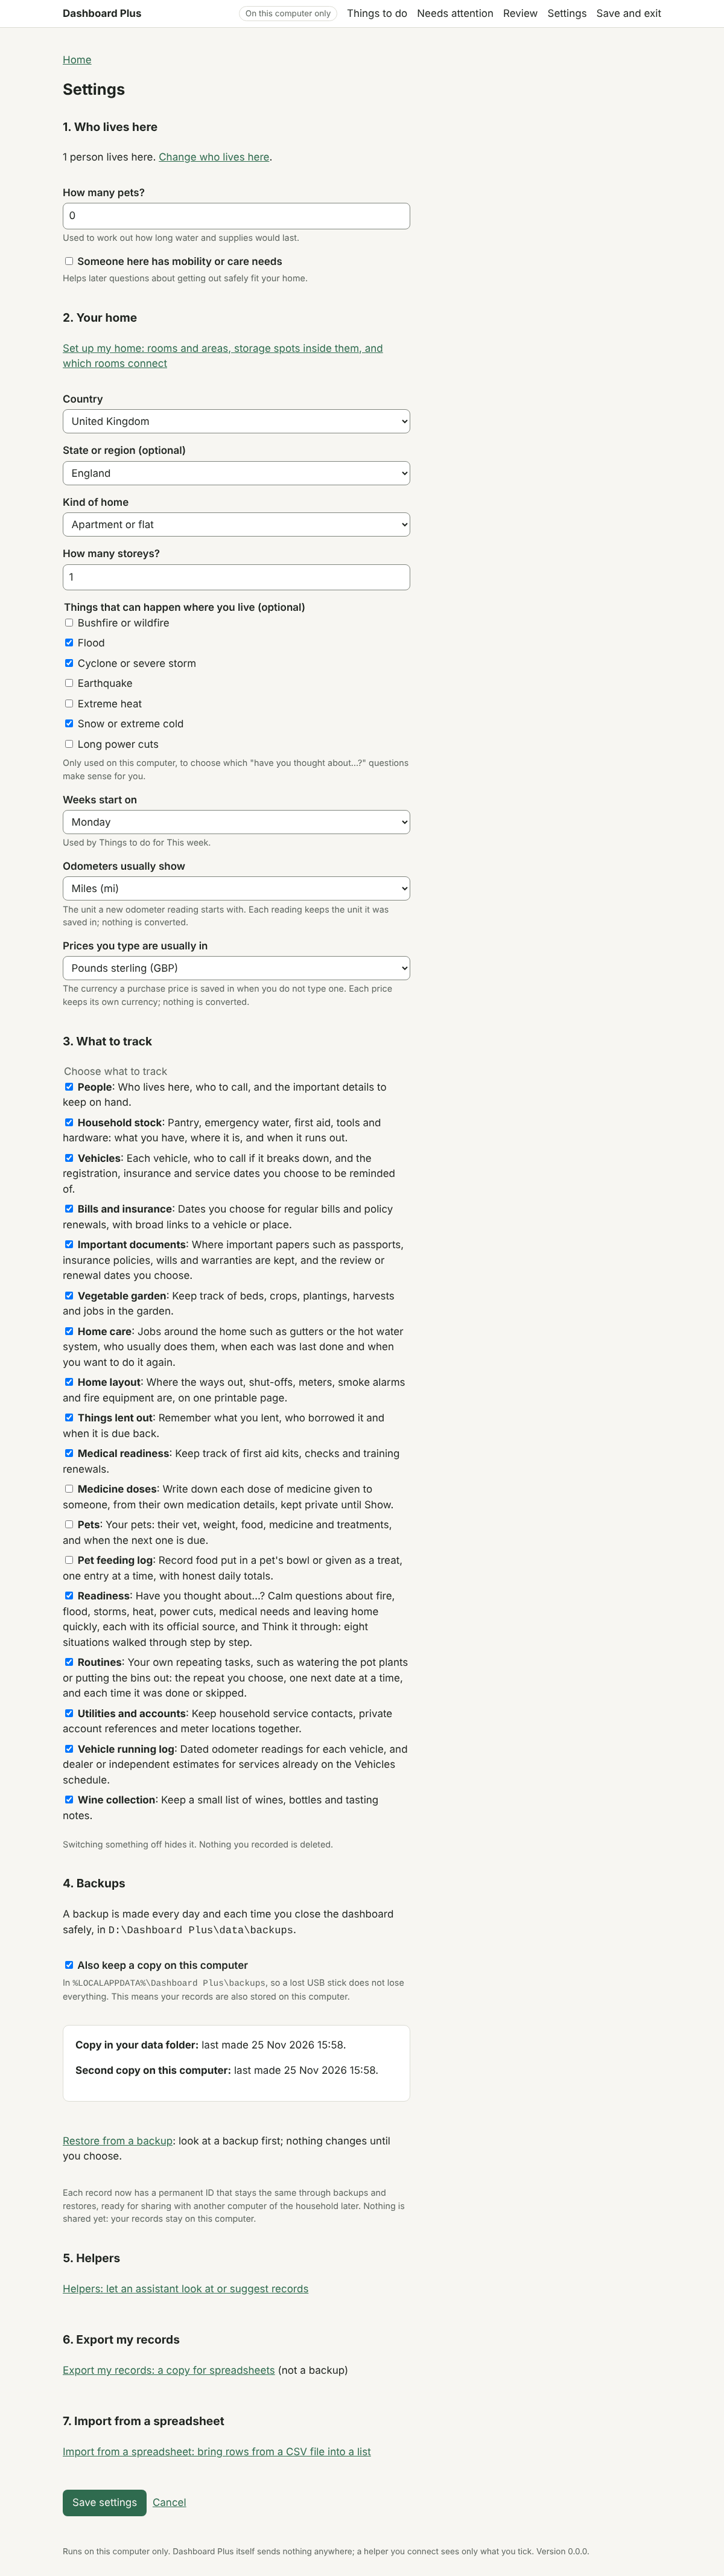 Dashboard Plus
On this computer only
Things to do
Needs attention
Review
Settings
Save and exit
Home
Settings
1. Who lives here
1 person lives here. Change who lives here.
How many pets?
0
Used to work out how long water and supplies would last.
Someone here has mobility or care needs
Helps later questions about getting out safely fit your home.
2. Your home
Set up my home: rooms and areas, storage spots inside them, and
which rooms connect
Country
United Kingdom
State or region (optional)
England
Kind of home
Apartment or flat
How many storeys?
1
Things that can happen where you live (optional)
Bushfire or wildfire
Flood
Cyclone or severe storm
Earthquake
Extreme heat
Snow or extreme cold
Long power cuts
Only used on this computer, to choose which "have you thought about...?" questions
make sense for you.
Weeks start on
Monday
Used by Things to do for This week.
Odometers usually show
Miles (mi)
The unit a new odometer reading starts with. Each reading keeps the unit it was
saved in; nothing is converted.
Prices you type are usually in
Pounds sterling (GBP)
The currency a purchase price is saved in when you do not type one. Each price
keeps its own currency; nothing is converted.
3. What to track
Choose what to track
People: Who lives here, who to call, and the important details to
keep on hand.
Household stock: Pantry, emergency water, first aid, tools and
hardware: what you have, where it is, and when it runs out.
Vehicles: Each vehicle, who to call if it breaks down, and the
registration, insurance and service dates you choose to be reminded
of.
Bills and insurance: Dates you choose for regular bills and policy
renewals, with broad links to a vehicle or place.
Important documents: Where important papers such as passports,
insurance policies, wills and warranties are kept, and the review or
renewal dates you choose.
Vegetable garden: Keep track of beds, crops, plantings, harvests
and jobs in the garden.
Home care: Jobs around the home such as gutters or the hot water
system, who usually does them, when each was last done and when
you want to do it again.
Home layout: Where the ways out, shut-offs, meters, smoke alarms
and fire equipment are, on one printable page.
Things lent out: Remember what you lent, who borrowed it and
when it is due back.
Medical readiness: Keep track of first aid kits, checks and training
renewals.
Medicine doses: Write down each dose of medicine given to
someone, from their own medication details, kept private until Show.
Pets: Your pets: their vet, weight, food, medicine and treatments,
and when the next one is due.
Pet feeding log: Record food put in a pet's bowl or given as a treat,
one entry at a time, with honest daily totals.
Readiness: Have you thought about...? Calm questions about fire,
flood, storms, heat, power cuts, medical needs and leaving home
quickly, each with its official source, and Think it through: eight
situations walked through step by step.
Routines: Your own repeating tasks, such as watering the pot plants
or putting the bins out: the repeat you choose, one next date at a time,
and each time it was done or skipped.
Utilities and accounts: Keep household service contacts, private
account references and meter locations together.
Vehicle running log: Dated odometer readings for each vehicle, and
dealer or independent estimates for services already on the Vehicles
schedule.
Wine collection: Keep a small list of wines, bottles and tasting
notes.
Switching something off hides it. Nothing you recorded is deleted.
4. Backups
A backup is made every day and each time you close the dashboard
safely, in D:\Dashboard Plus\data\backups.
Also keep a copy on this computer
In %LOCALAPPDATA%\Dashboard Plus\backups, so a lost USB stick does not lose
everything. This means your records are also stored on this computer.
Copy in your data folder: last made 25 Nov 2026 15:58.
Second copy on this computer: last made 25 Nov 2026 15:58.
Restore from a backup: look at a backup first; nothing changes until
you choose.
Each record now has a permanent ID that stays the same through backups and
restores, ready for sharing with another computer of the household later. Nothing is
shared yet: your records stay on this computer.
5. Helpers
Helpers: let an assistant look at or suggest records
6. Export my records
Export my records: a copy for spreadsheets (not a backup)
7. Import from a spreadsheet
Import from a spreadsheet: bring rows from a CSV file into a list
Save settings
Cancel
Runs on this computer only. Dashboard Plus itself sends nothing anywhere; a helper you connect sees only what you tick. Version 0.0.0.